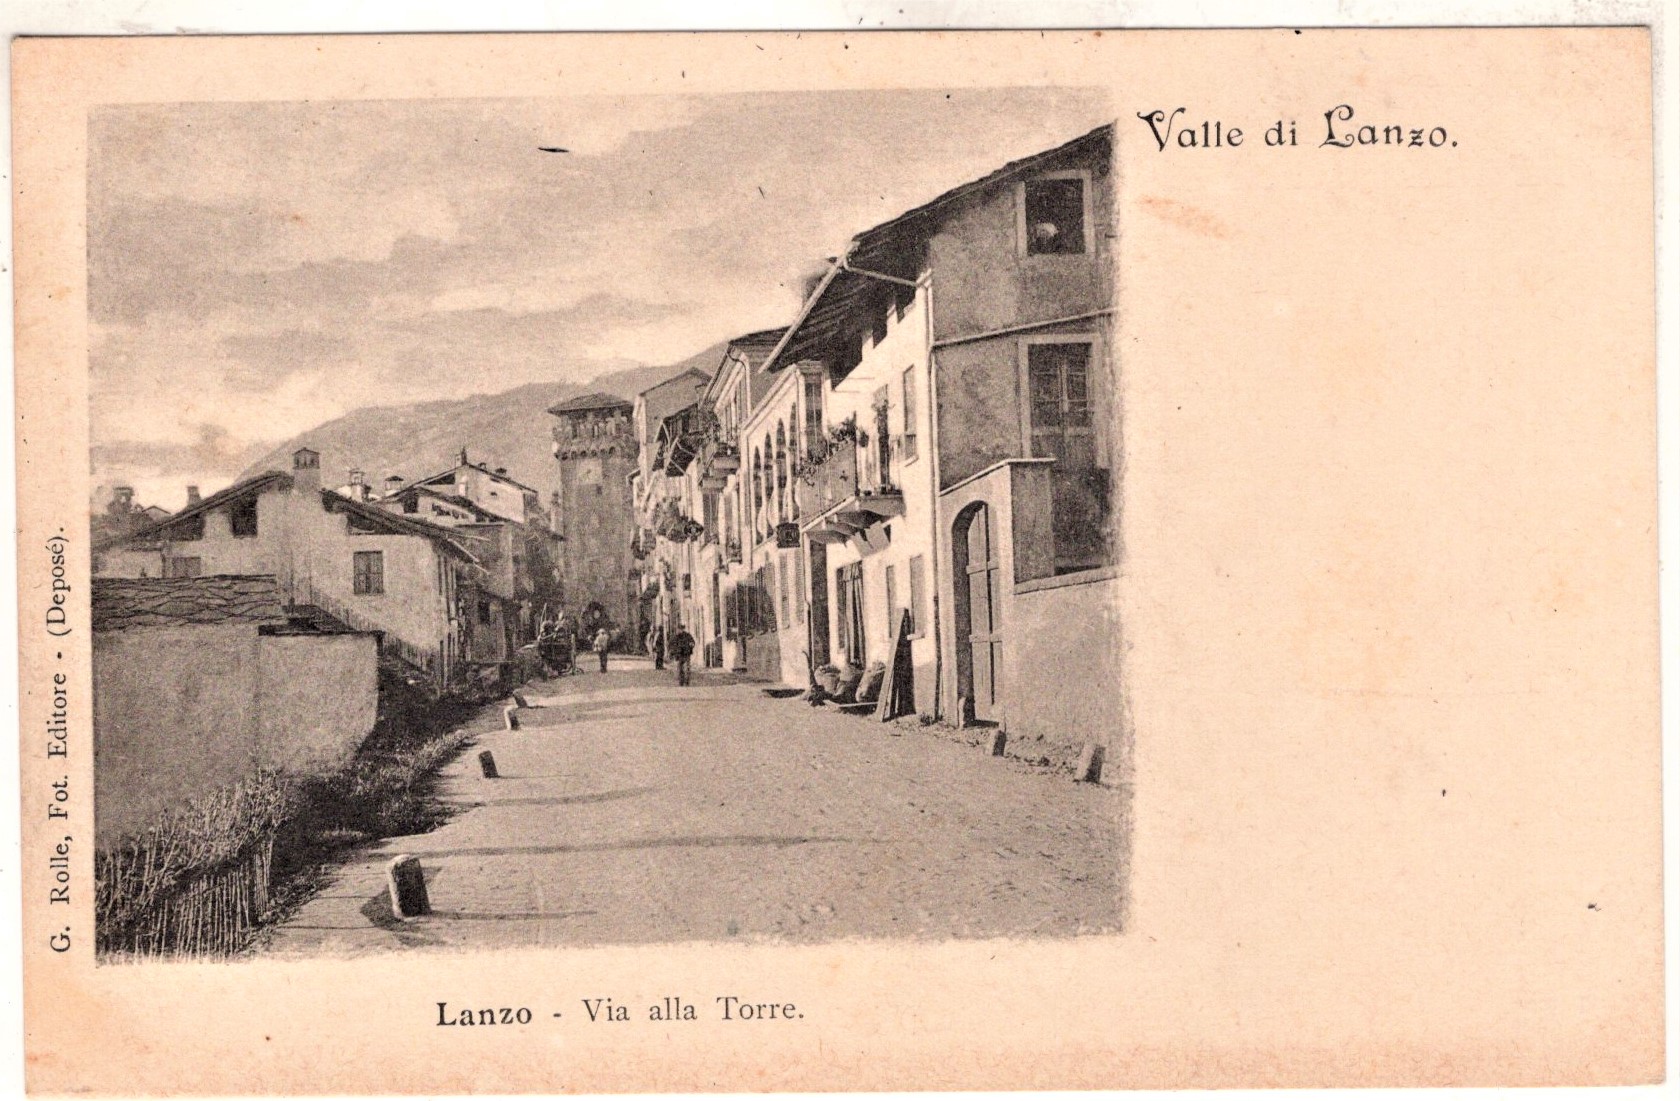 Valle di Lanzo.
G. Rolle, Fot. Editore - (Deposé).
Lanzo - Via alla Torre.